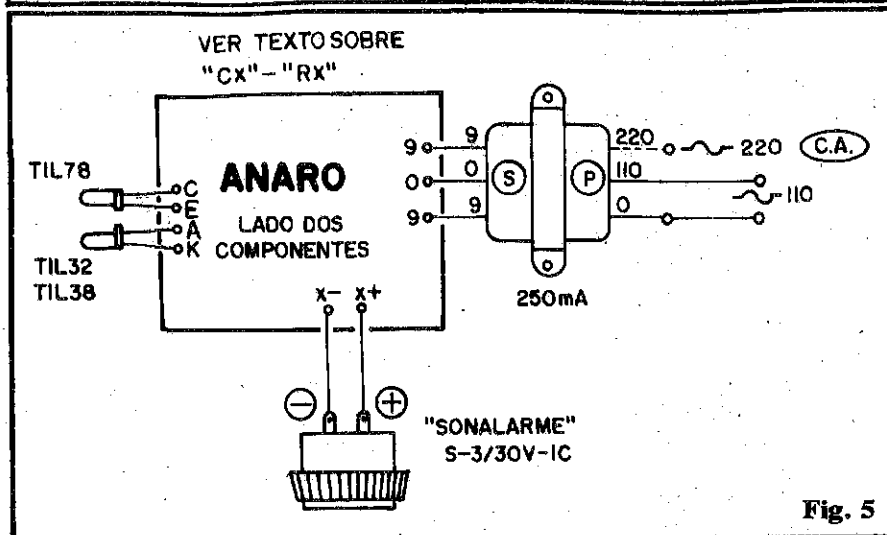 VER TEXTO SOBRE
"Cx" – "Rx"
TIL78
C
E
A
K
TIL32
TIL38
ANARO
LADO DOS
COMPONENTES
9 9
0 0
9 9
S
P
220 220 C.A.
110
110
0
250mA
x- x+
− +
"SONALARME"
S-3/30V-1C
Fig. 5